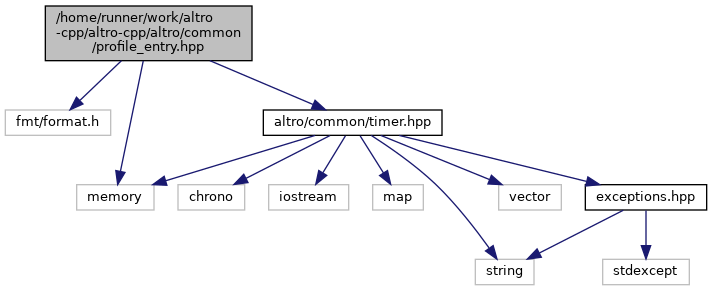 /home/runner/work/altro
-cpp/altro-cpp/altro/common
/profile_entry.hpp
fmt/format.h
altro/common/timer.hpp
memory
chrono
iostream
map
vector
exceptions.hpp
string
stdexcept